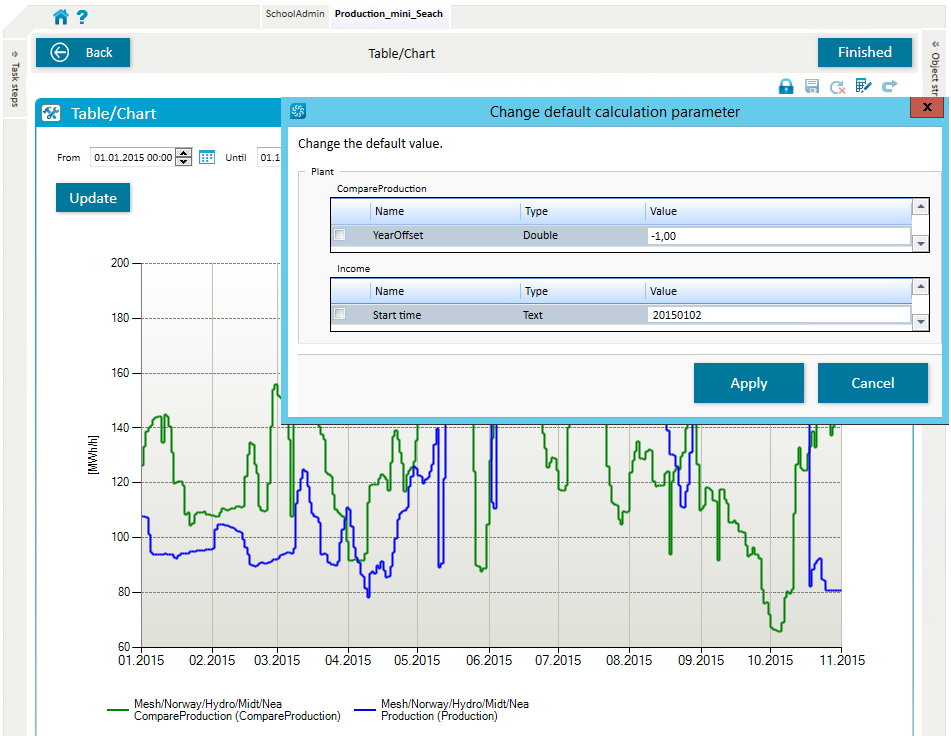 SchoolAdmin
Production_mini_Seach
Task steps
Back
Table/Chart
Finished
Object str
Table/Chart
Change default calculation parameter
From
01.01.2015 00:00
Until
01.1
Update
Change the default value.
Plant
CompareProduction
Name Type Value
YearOffset Double -1,00
Income
Name Type Value
Start time Text 20150102
Apply
Cancel
[MWh/h]
200
180
160
140
120
100
80
60
01.2015 02.2015 03.2015 04.2015 05.2015 06.2015 07.2015 08.2015 09.2015 10.2015 11.2015
Mesh/Norway/Hydro/Midt/Nea
CompareProduction (CompareProduction)
Mesh/Norway/Hydro/Midt/Nea
Production (Production)